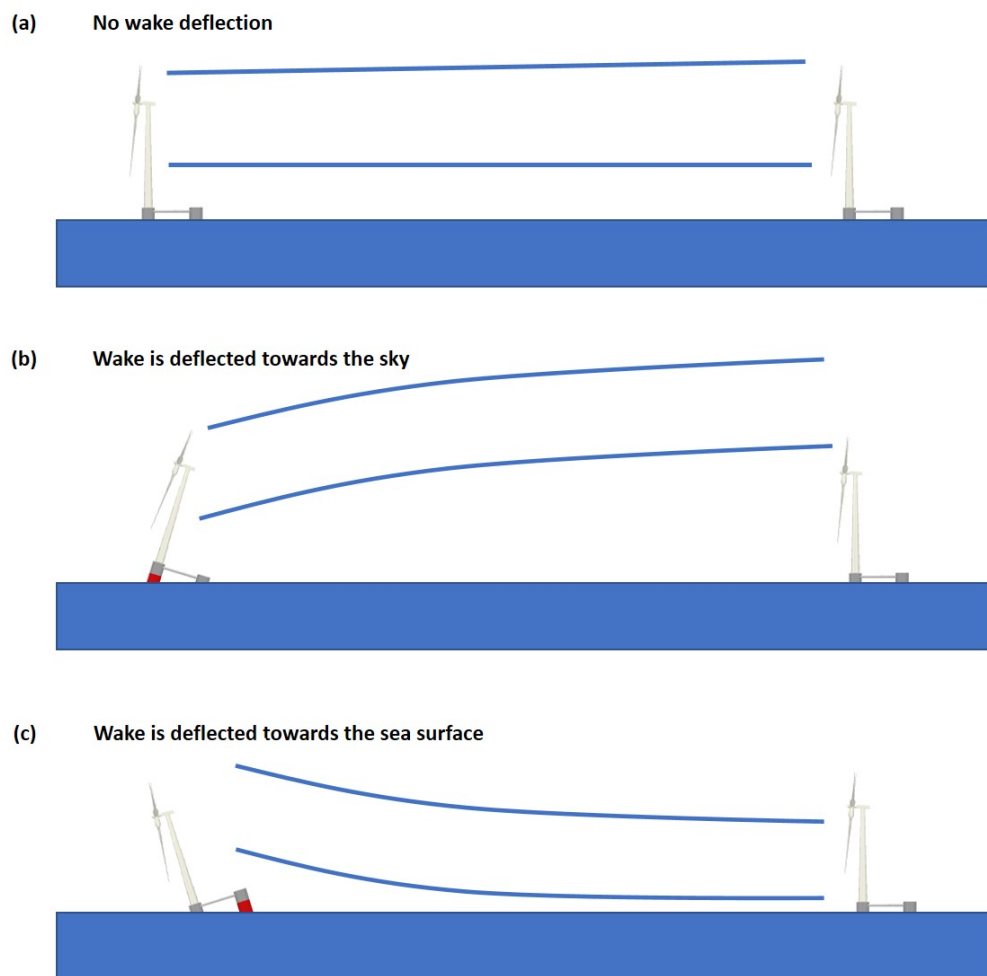 (a) No wake deflection
(b) Wake is deflected towards the sky
(c) Wake is deflected towards the sea surface